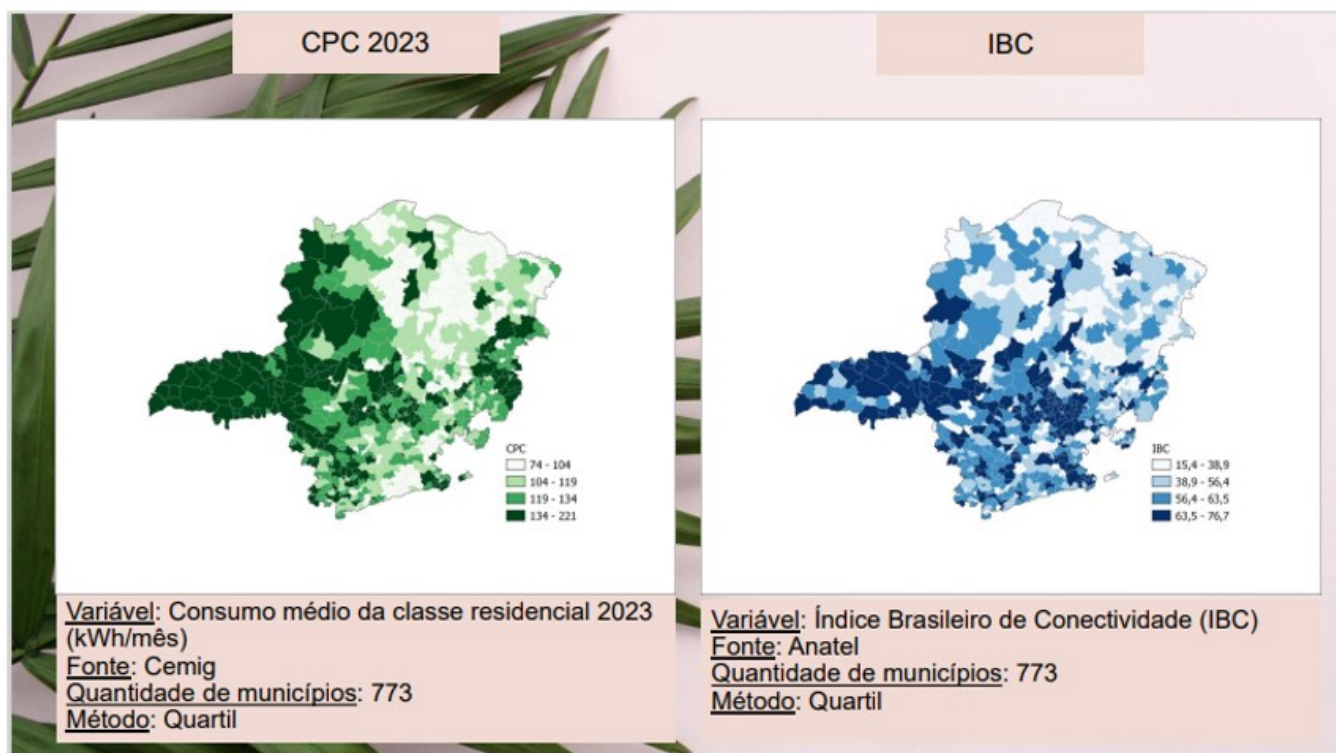 CPC 2023
IBC
CPC
74 - 104
104 - 119
119 - 134
134 - 221
IBC
15,4 - 38,9
38,9 - 56,4
56,4 - 63,5
63,5 - 76,7
Variável: Consumo médio da classe residencial 2023
(kWh/mês)
Fonte: Cemig
Quantidade de municípios: 773
Método: Quartil
Variável: Índice Brasileiro de Conectividade (IBC)
Fonte: Anatel
Quantidade de municípios: 773
Método: Quartil